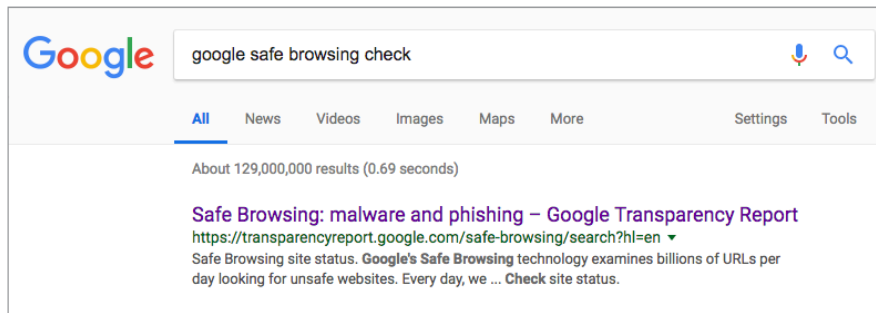 Google
google safe browsing check
All News Videos Images Maps More Settings Tools
About 129,000,000 results (0.69 seconds)
Safe Browsing: malware and phishing – Google Transparency Report
https://transparencyreport.google.com/safe-browsing/search?hl=en
Safe Browsing site status. Google's Safe Browsing technology examines billions of URLs per
day looking for unsafe websites. Every day, we ... Check site status.